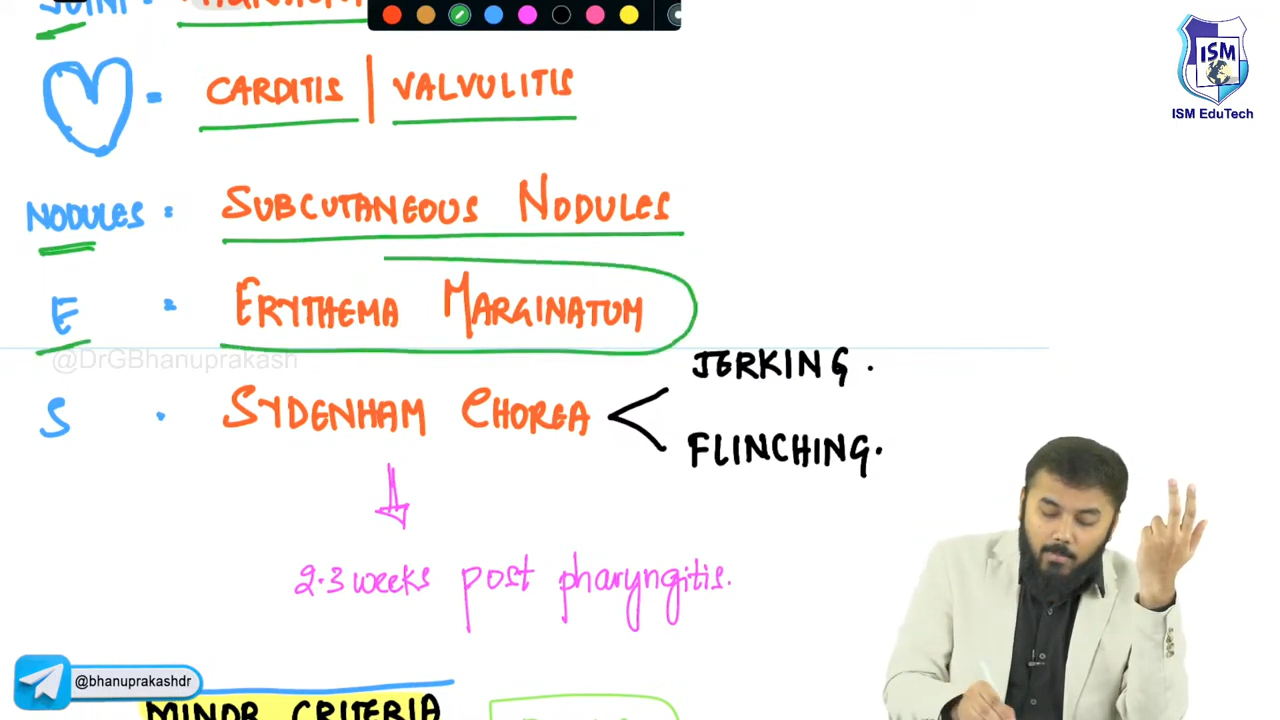 JOINT =
ISM
ISM EduTech
= CARDITIS | VALVULITIS
NODULES = SUBCUTANEOUS NODULES
E = ERYTHEMA MARGINATUM
@DrGBhanuprakash
JERKING.
S . SYDENHAM CHOREA
FLINCHING.
2-3 weeks post pharyngitis.
@bhanuprakashdr
MINOR CRITERIA